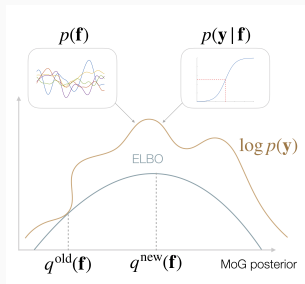 p(f) p(y | f)
log p(y)
ELBO
q^old(f) q^new(f) MoG posterior